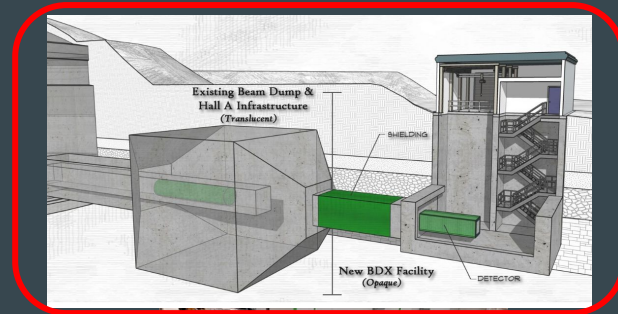 Existing Beam Dump &
Hall A Infrastructure
(Translucent)
SHIELDING
New BDX Facility
(Opaque)
DETECTOR